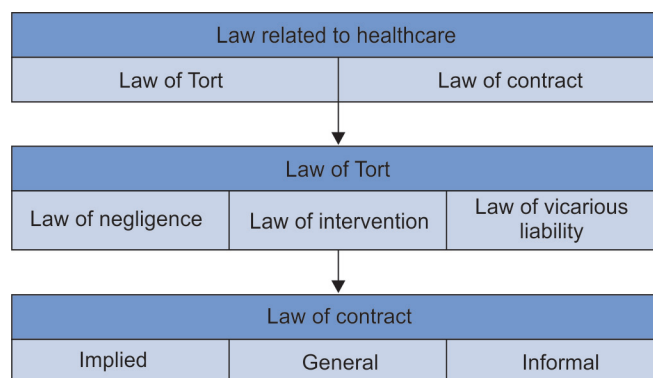 Law related to healthcare
Law of Tort
Law of contract
Law of Tort
Law of negligence
Law of intervention
Law of vicarious
liability
Law of contract
Implied
General
Informal